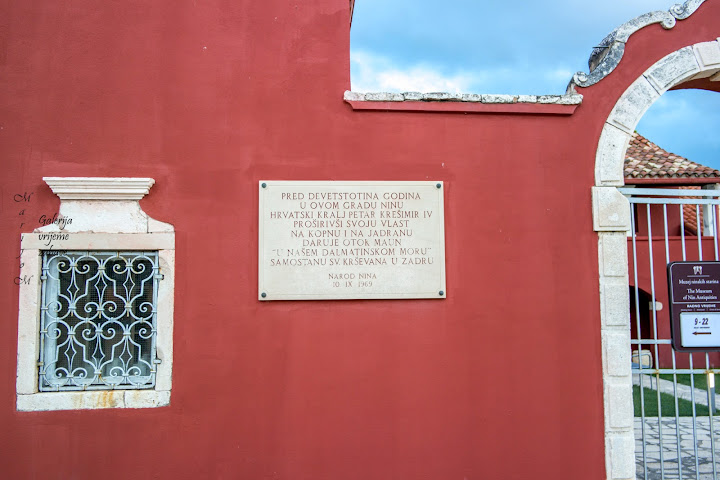 Galerija
vrijeme
PRED DEVETSTOTINA GODINA
U OVOM GRADU NINU
HRVATSKI KRALJ PETAR KREŠIMIR IV
PROŠIRIVŠI SVOJU VLAST
NA KOPNU I NA JADRANU
DARUJE OTOK MAUN
"U NAŠEM DALMATINSKOM MORU"
SAMOSTANU SV. KRŠEVANA U ZADRU
NAROD NINA
10. IX. 1969.
Muzej ninskih starina
The Museum
of Nin Antiquities
RADNO VRIJEME
9 - 22